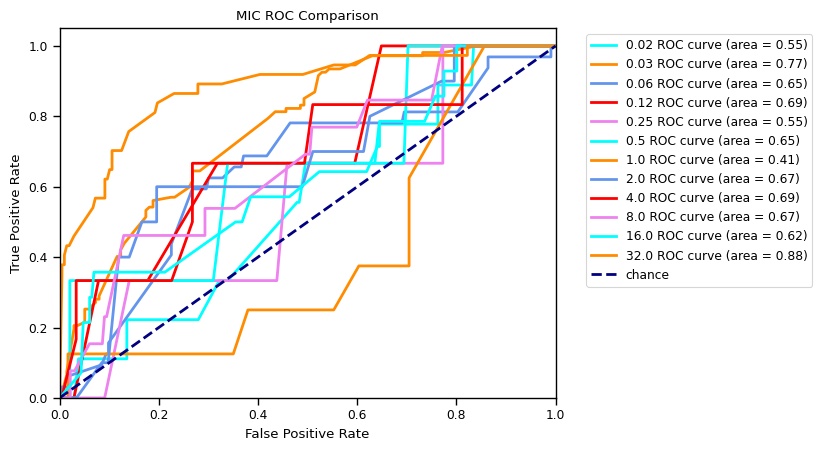 MIC ROC Comparison
True Positive Rate
1.0
0.8
0.6
0.4
0.2
0.0
0.0 0.2 0.4 0.6 0.8 1.0
False Positive Rate
0.02 ROC curve (area = 0.55)
0.03 ROC curve (area = 0.77)
0.06 ROC curve (area = 0.65)
0.12 ROC curve (area = 0.69)
0.25 ROC curve (area = 0.55)
0.5 ROC curve (area = 0.65)
1.0 ROC curve (area = 0.41)
2.0 ROC curve (area = 0.67)
4.0 ROC curve (area = 0.69)
8.0 ROC curve (area = 0.67)
16.0 ROC curve (area = 0.62)
32.0 ROC curve (area = 0.88)
chance